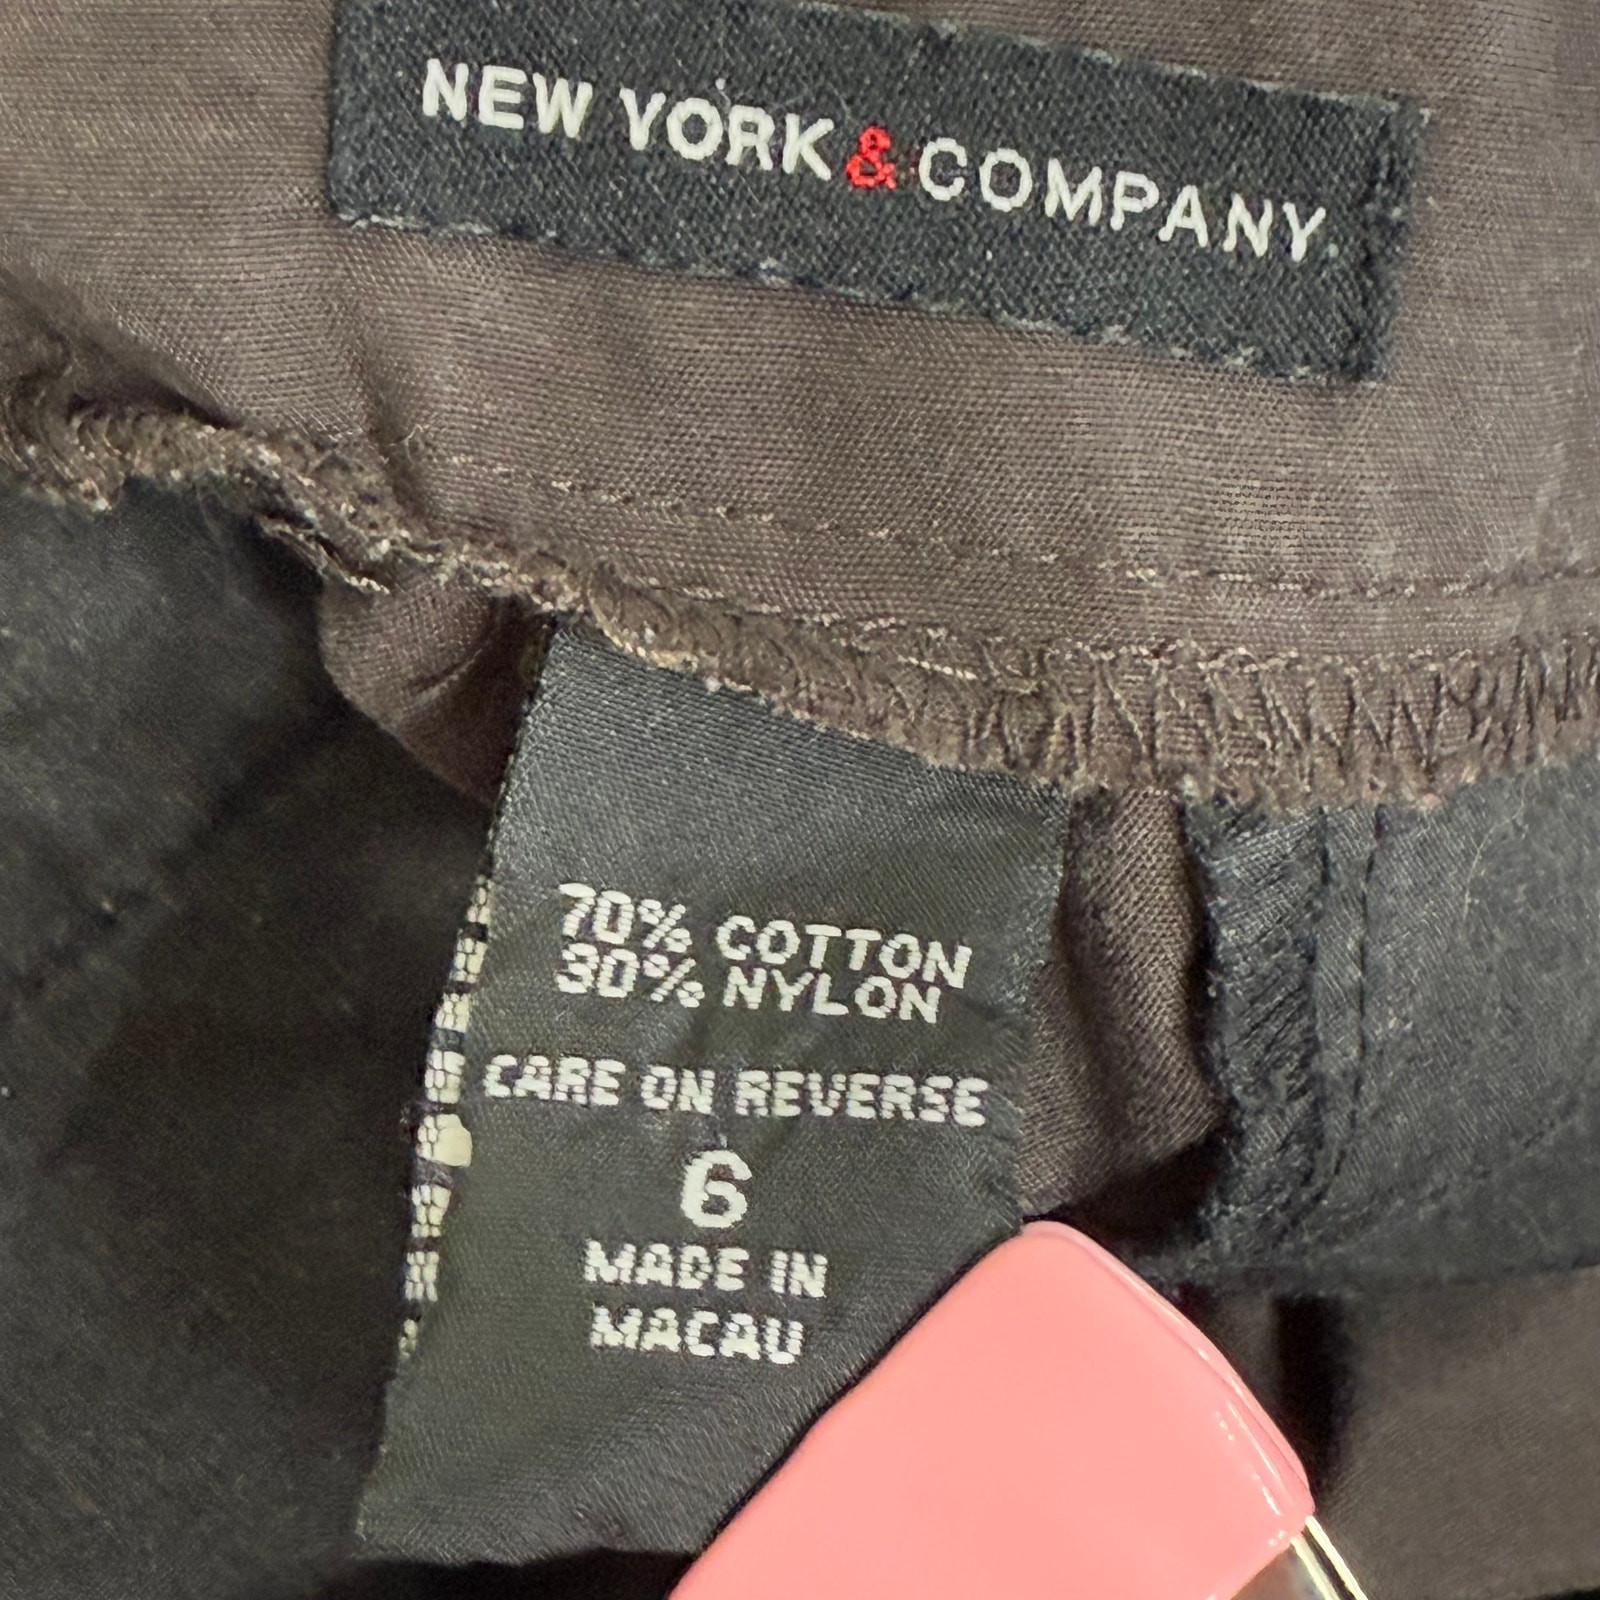 NEW YORK & COMPANY
70% COTTON
30% NYLON
CARE ON REVERSE
6
MADE IN
MACAU